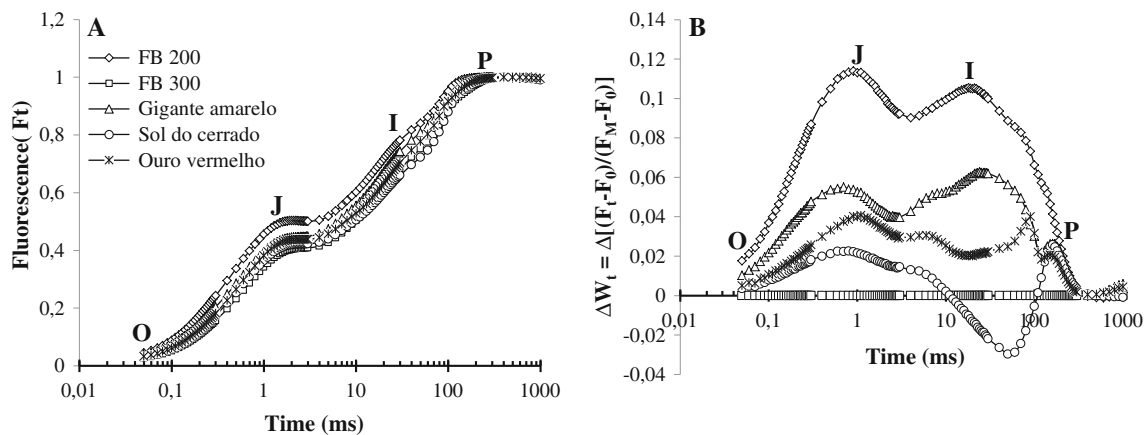 A
1,2
1
0,8
0,6
0,4
0,2
0
Fluorescence( Ft)
FB 200
FB 300
Gigante amarelo
Sol do cerrado
Ouro vermelho
O
J
I
P
0,01
0,1
1
10
100
1000
Time (ms)
B
0,14
0,12
0,1
0,08
0,06
0,04
0,02
0
-0,02
-0,04
ΔWt = Δ[(Ft-F0)/(FM-F0)]
O
J
I
P
0,01
0,1
1
10
100
1000
Time (ms)